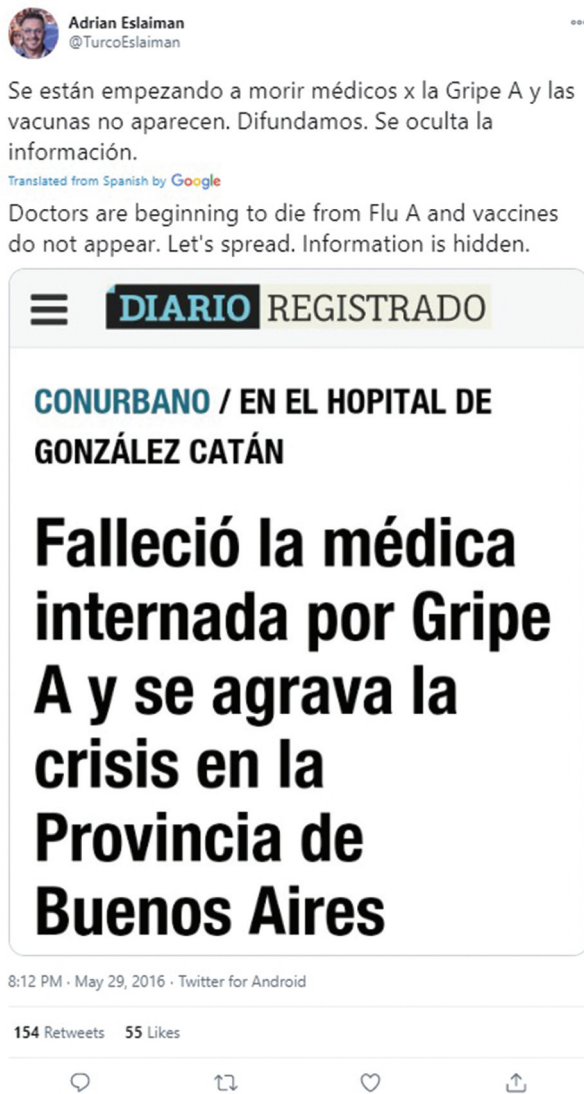 Adrian Eslaiman
@TurcoEslaiman
Se están empezando a morir médicos x la Gripe A y las
vacunas no aparecen. Difundamos. Se oculta la
información.
Translated from Spanish by Google
Doctors are beginning to die from Flu A and vaccines
do not appear. Let's spread. Information is hidden.
DIARIO REGISTRADO
CONURBANO / EN EL HOPITAL DE
GONZÁLEZ CATÁN
Falleció la médica
internada por Gripe
A y se agrava la
crisis en la
Provincia de
Buenos Aires
8:12 PM · May 29, 2016 · Twitter for Android
154 Retweets 55 Likes